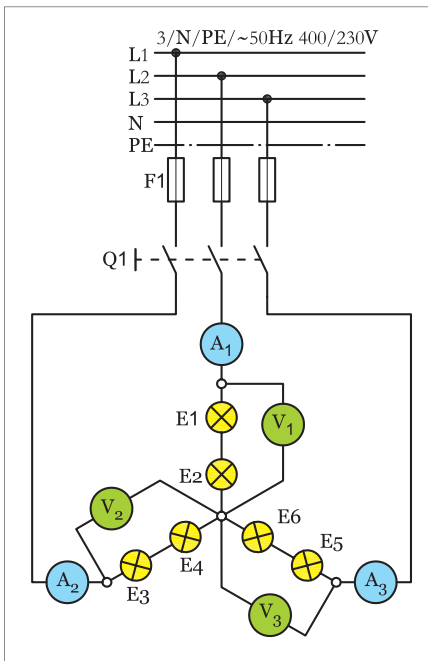 3/N/PE/~50Hz 400/230V
L1
L2
L3
N
PE
F1
Q1
A1
E1
V1
E2
V2
E6
E4
E5
E3
A2
A3
V3